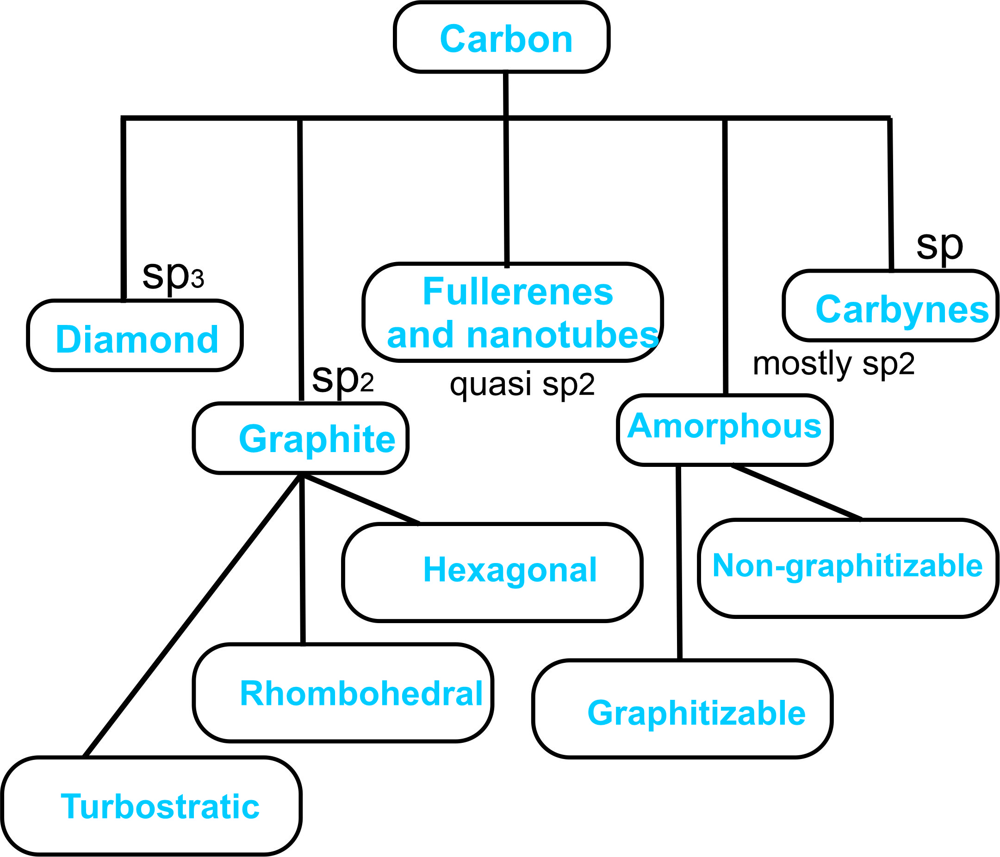 Carbon
sp
sp3
Diamond
Fullerenes
and nanotubes
Carbynes
sp2
quasi sp2
mostly sp2
Graphite
Amorphous
Hexagonal
Non-graphitizable
Rhombohedral
Graphitizable
Turbostratic